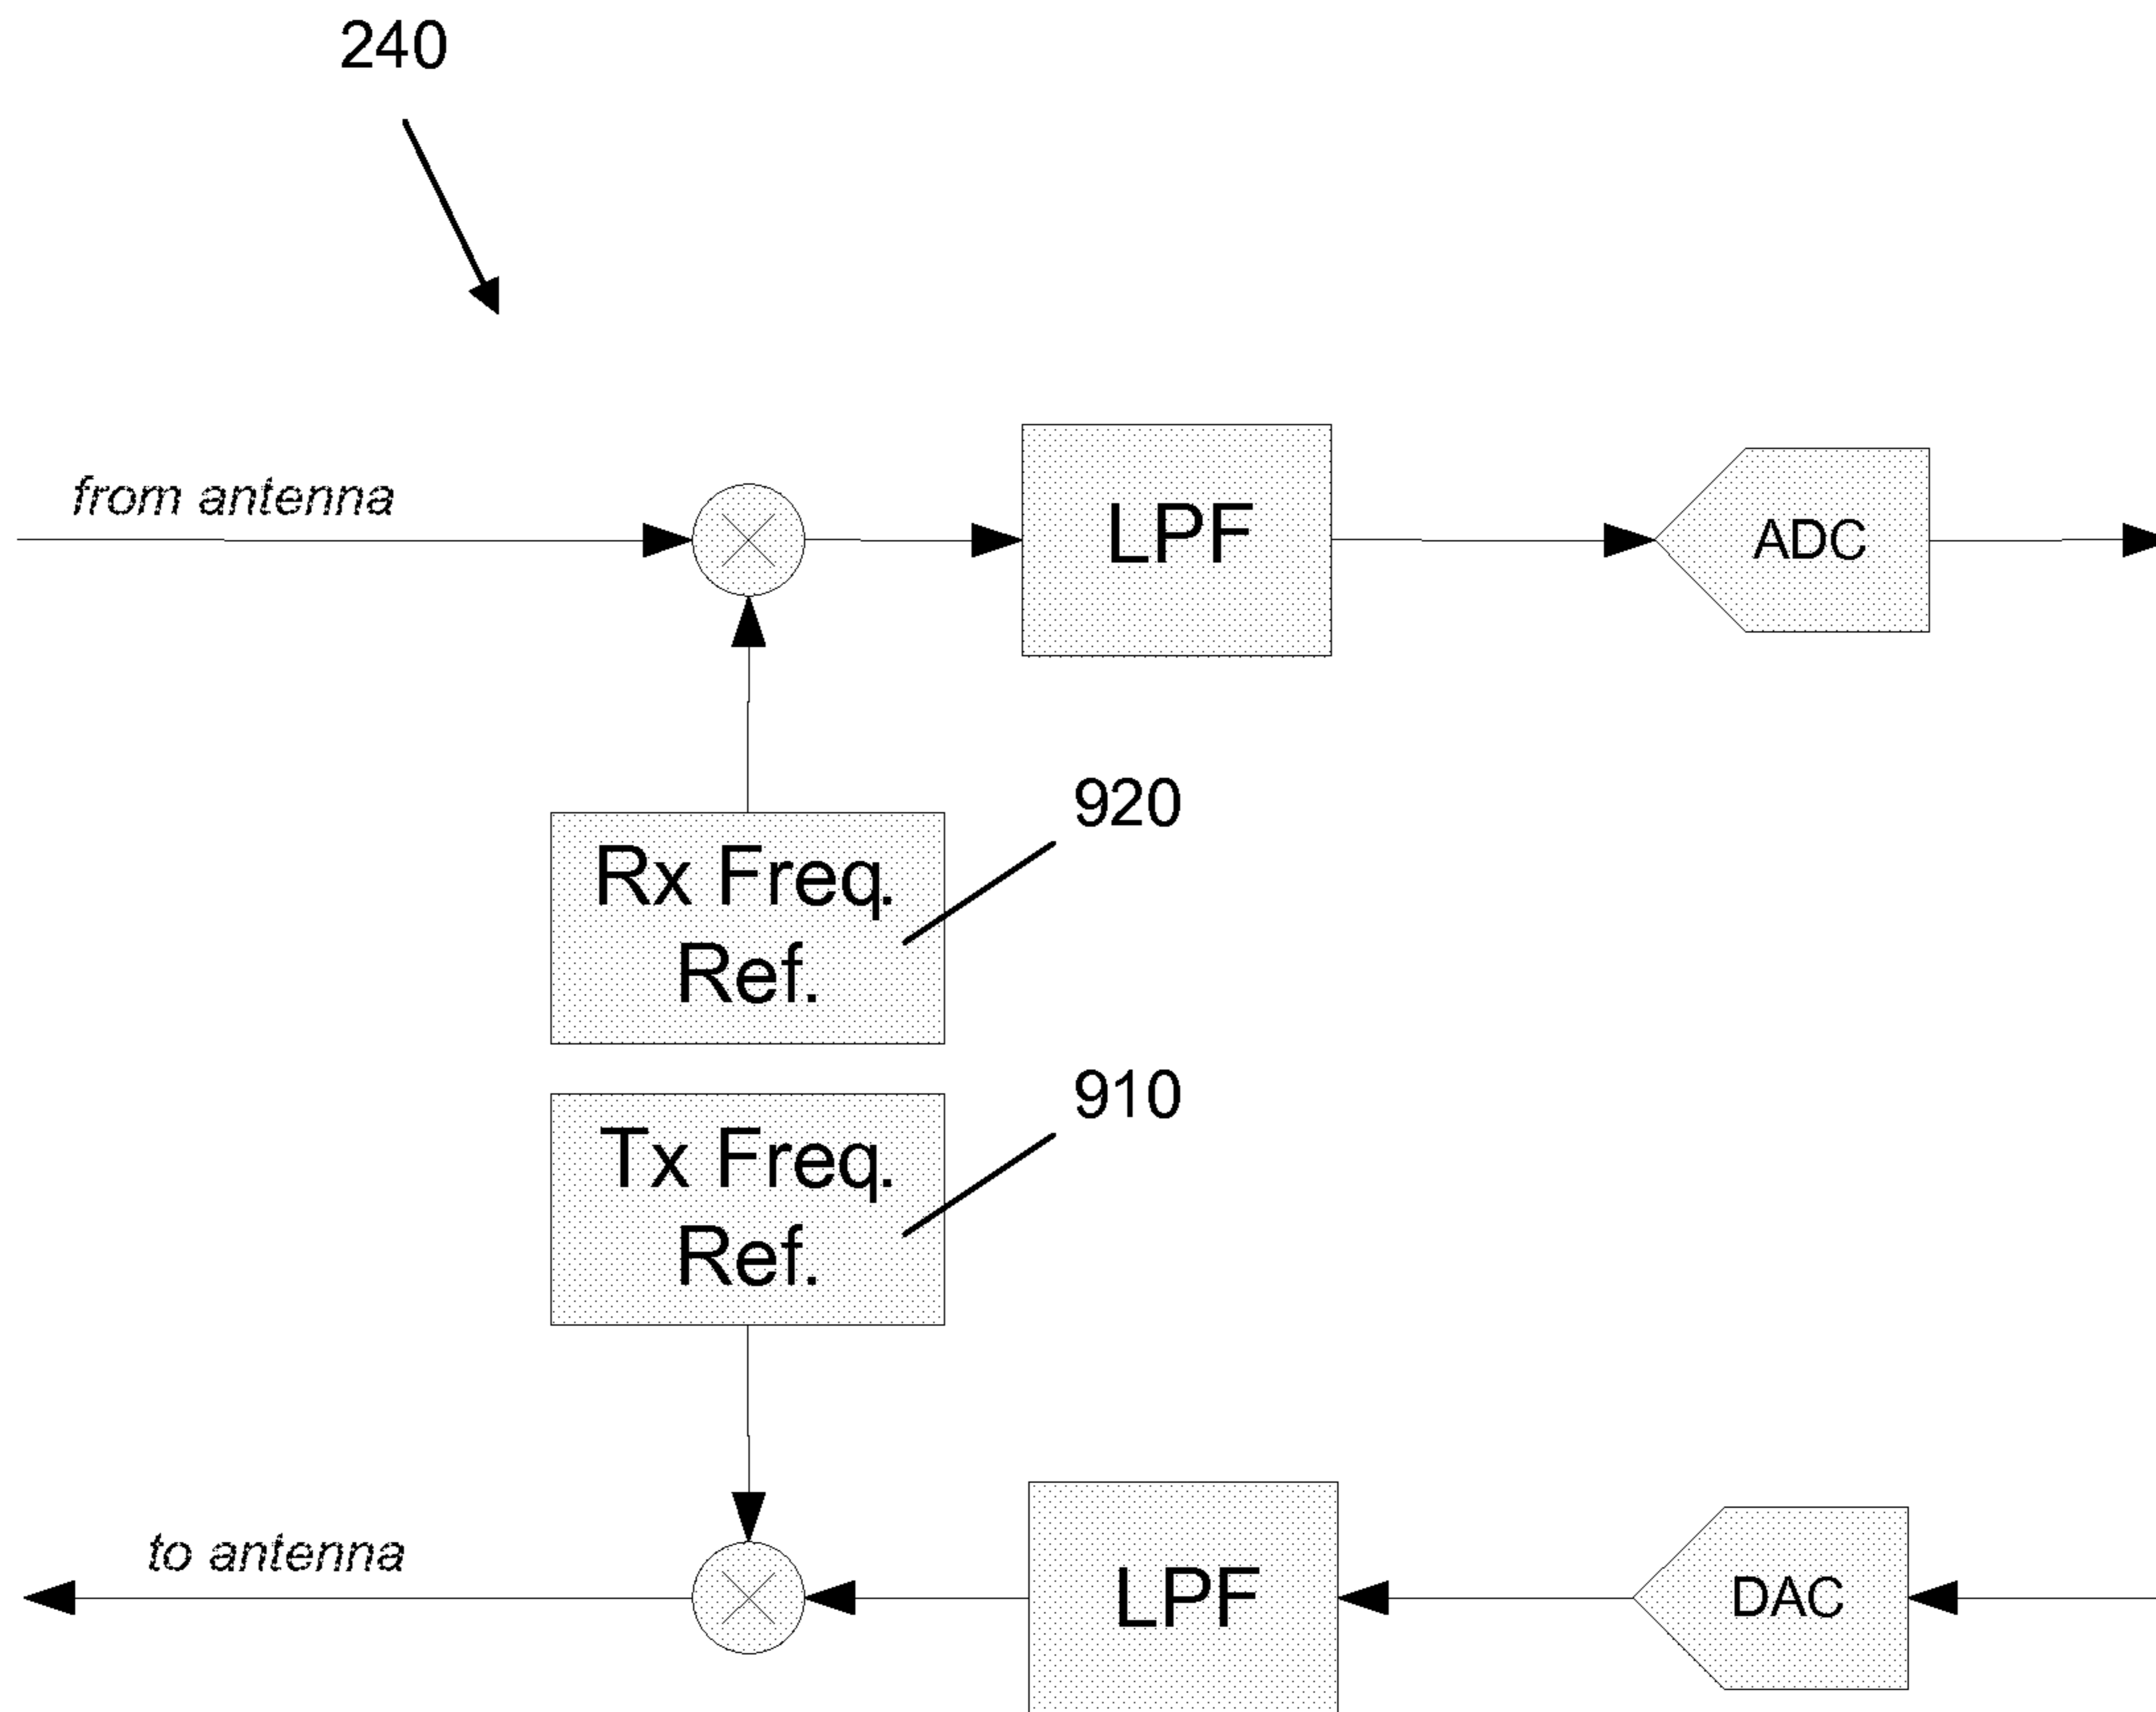 240
from antenna
LPF
ADC
920
Rx Freq.
Ref.
910
Tx Freq.
Ref.
to antenna
LPF
DAC